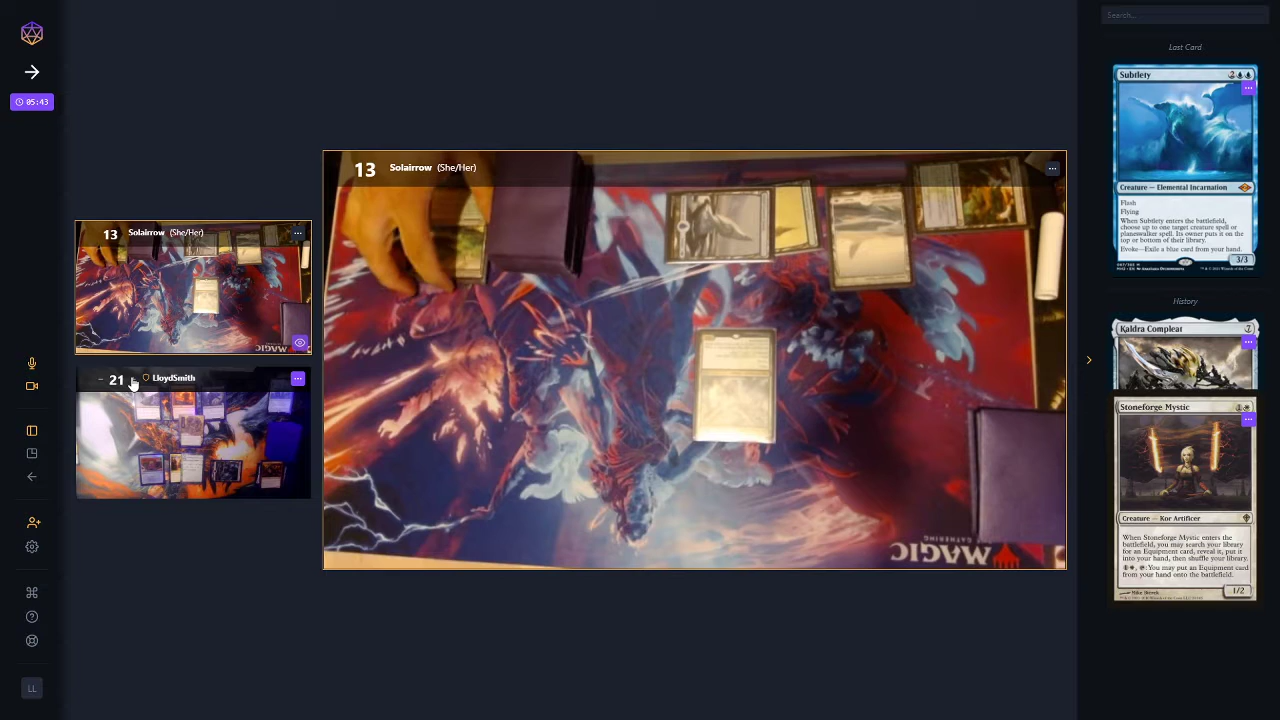 05:43
13 Solairrow (She/Her)
21 LloydSmith
LL
13 Solairrow (She/Her)
MAGIC
GATHERING
Search...
Last Card
Subtlety 2
Creature — Elemental Incarnation
Flash
Flying
When Subtlety enters the battlefield,
choose up to one target creature spell or
planeswalker spell. Its owner puts it on the
top or bottom of their library.
Evoke—Exile a blue card from your hand.
3/3
History
Kaldra Compleat 7
Stoneforge Mystic 1
Creature — Kor Artificer
When Stoneforge Mystic enters the
battlefield, you may search your library
for an Equipment card, reveal it, put it
into your hand, then shuffle your library.
: You may put an Equipment card
from your hand onto the battlefield.
1/2